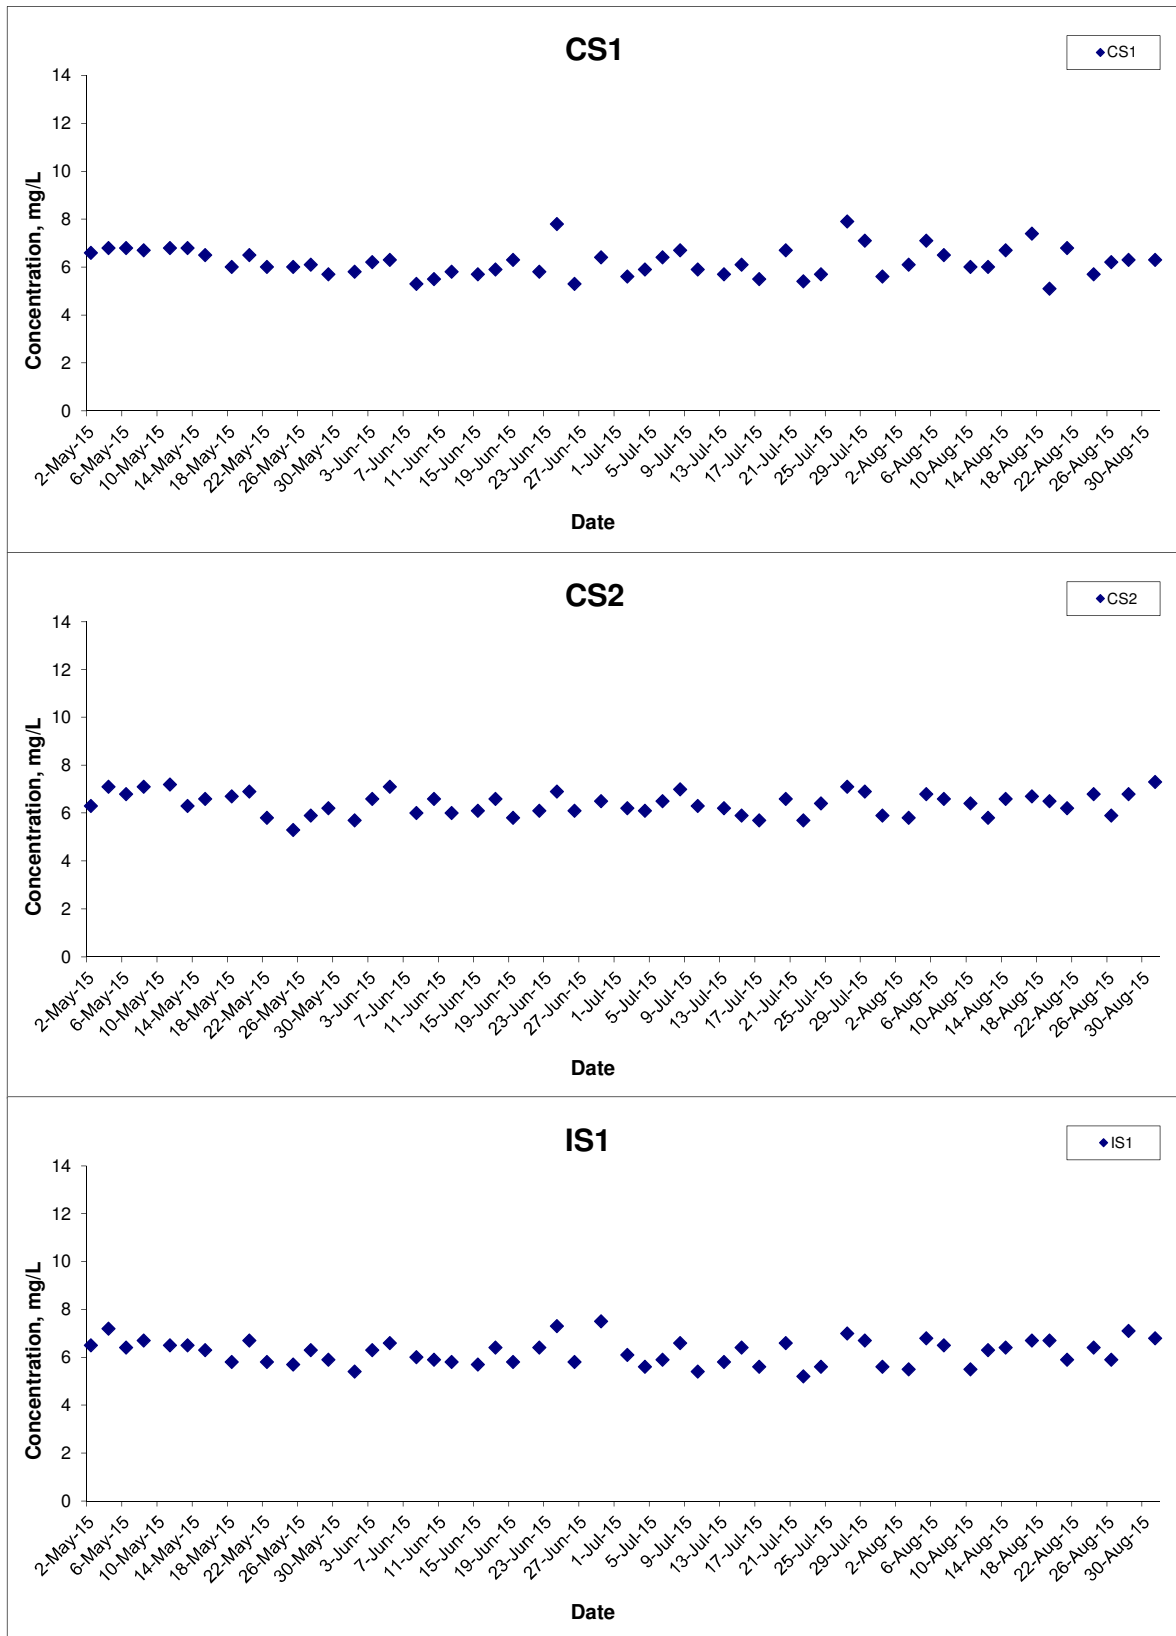 CS1
CS1
14
12
10
8
6
4
2
0
Concentration, mg/L
2-May-15
6-May-15
10-May-15
14-May-15
18-May-15
22-May-15
26-May-15
30-May-15
3-Jun-15
7-Jun-15
11-Jun-15
15-Jun-15
19-Jun-15
23-Jun-15
27-Jun-15
1-Jul-15
5-Jul-15
9-Jul-15
13-Jul-15
17-Jul-15
21-Jul-15
25-Jul-15
29-Jul-15
2-Aug-15
6-Aug-15
10-Aug-15
14-Aug-15
18-Aug-15
22-Aug-15
26-Aug-15
30-Aug-15
Date
CS2
CS2
14
12
10
8
6
4
2
0
Concentration, mg/L
2-May-15
6-May-15
10-May-15
14-May-15
18-May-15
22-May-15
26-May-15
30-May-15
3-Jun-15
7-Jun-15
11-Jun-15
15-Jun-15
19-Jun-15
23-Jun-15
27-Jun-15
1-Jul-15
5-Jul-15
9-Jul-15
13-Jul-15
17-Jul-15
21-Jul-15
25-Jul-15
29-Jul-15
2-Aug-15
6-Aug-15
10-Aug-15
14-Aug-15
18-Aug-15
22-Aug-15
26-Aug-15
30-Aug-15
Date
IS1
IS1
14
12
10
8
6
4
2
0
Concentration, mg/L
2-May-15
6-May-15
10-May-15
14-May-15
18-May-15
22-May-15
26-May-15
30-May-15
3-Jun-15
7-Jun-15
11-Jun-15
15-Jun-15
19-Jun-15
23-Jun-15
27-Jun-15
1-Jul-15
5-Jul-15
9-Jul-15
13-Jul-15
17-Jul-15
21-Jul-15
25-Jul-15
29-Jul-15
2-Aug-15
6-Aug-15
10-Aug-15
14-Aug-15
18-Aug-15
22-Aug-15
26-Aug-15
30-Aug-15
Date